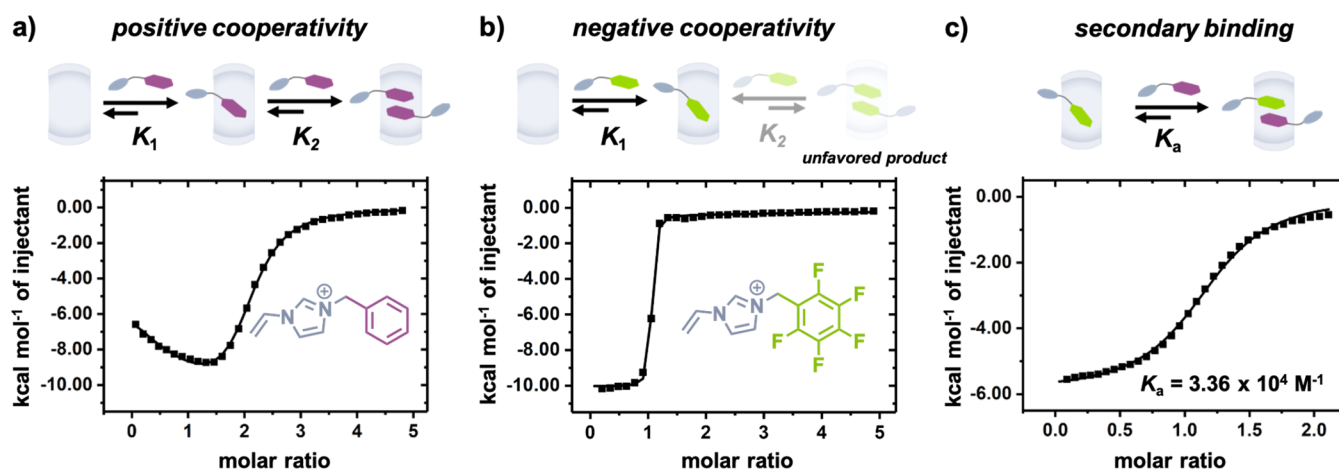 a) positive cooperativity
K1 K2
kcal mol-1 of injectant
0.00
-2.00
-4.00
-6.00
-8.00
-10.00
N N ⊕
0 1 2 3 4 5
molar ratio
b) negative cooperativity
K1 K2
unfavored product
kcal mol-1 of injectant
0.00
-2.00
-4.00
-6.00
-8.00
-10.00
N N ⊕ F F F F F
0 1 2 3 4 5
molar ratio
c) secondary binding
Ka
kcal mol-1 of injectant
0.00
-2.00
-4.00
-6.00
Ka = 3.36 x 10⁴ M-1
0.0 0.5 1.0 1.5 2.0
molar ratio